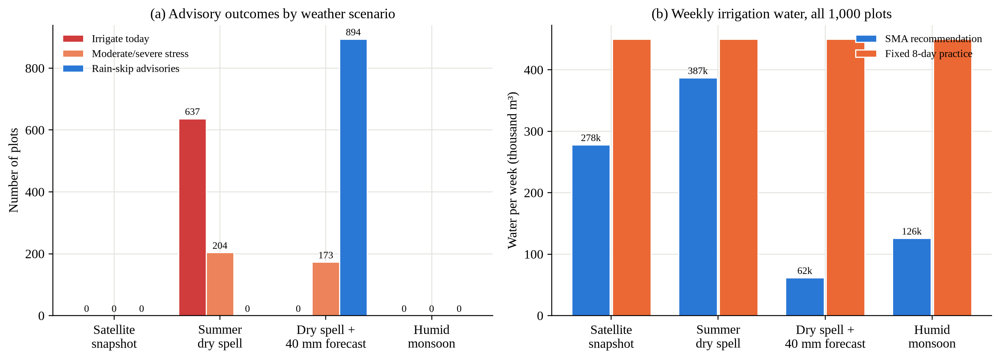 (a) Advisory outcomes by weather scenario
Irrigate today
Moderate/severe stress
Rain-skip advisories
Number of plots
800
600
400
200
0
0
0
0
637
204
0
0
173
894
0
0
0
Satellite
snapshot
Summer
dry spell
Dry spell +
40 mm forecast
Humid
monsoon
(b) Weekly irrigation water, all 1,000 plots
SMA recommendation
Fixed 8-day practice
Water per week (thousand m³)
400
300
200
100
0
278k
387k
62k
126k
Satellite
snapshot
Summer
dry spell
Dry spell +
40 mm forecast
Humid
monsoon